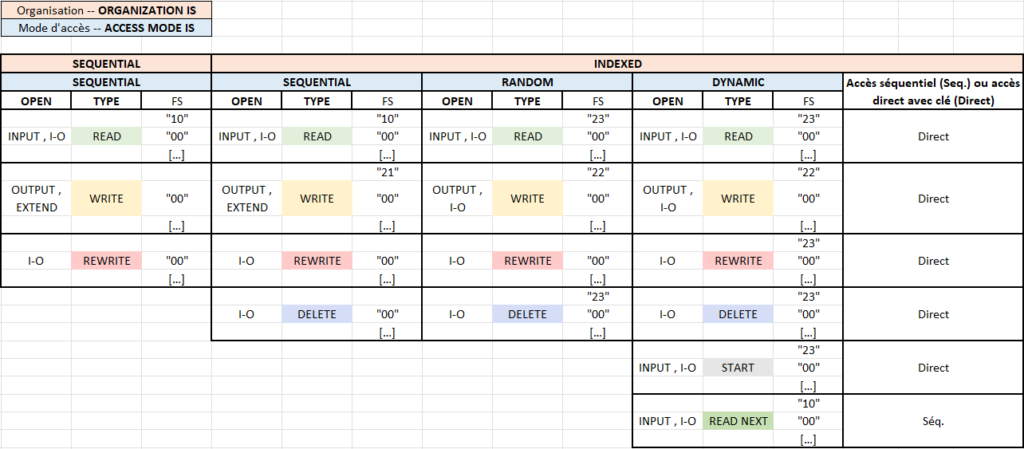 Organisation -- ORGANIZATION IS
Mode d'accès -- ACCESS MODE IS
SEQUENTIAL INDEXED
SEQUENTIAL SEQUENTIAL RANDOM DYNAMIC Accès séquentiel (Seq.) ou accès
OPEN TYPE FS OPEN TYPE FS OPEN TYPE FS OPEN TYPE FS direct avec clé (Direct)
"10" "10" "23" "23"
INPUT , I-O READ "00" INPUT , I-O READ "00" INPUT , I-O READ "00" INPUT , I-O READ "00" Direct
[...] [...] [...] [...]
"21" "22" "22"
OUTPUT , OUTPUT , OUTPUT , OUTPUT ,
EXTEND WRITE "00" EXTEND WRITE "00" I-O WRITE "00" I-O WRITE "00" Direct
[...] [...] [...] [...]
"23"
I-O REWRITE "00" I-O REWRITE "00" I-O REWRITE "00" I-O REWRITE "00" Direct
[...] [...] [...] [...]
"23" "23"
I-O DELETE "00" I-O DELETE "00" I-O DELETE "00" Direct
[...] [...] [...]
"23"
INPUT , I-O START "00" Direct
[...]
"10"
INPUT , I-O READ NEXT "00" Séq.
[...]